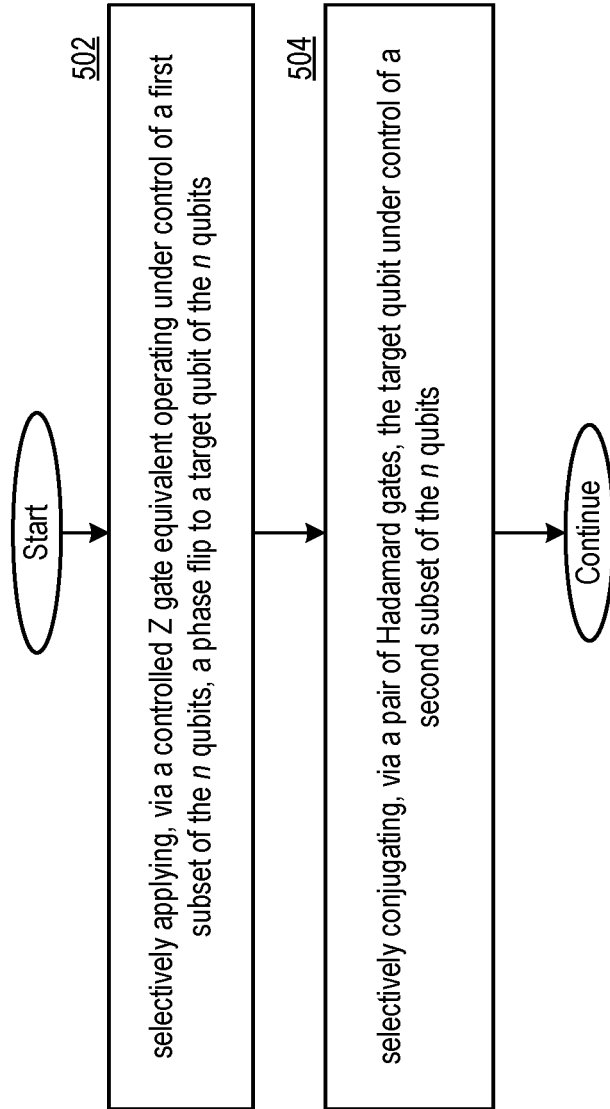 Start
502
selectively applying, via a controlled Z gate equivalent operating under control of a first
subset of the n qubits, a phase flip to a target qubit of the n qubits
504
selectively conjugating, via a pair of Hadamard gates, the target qubit under control of a
second subset of the n qubits
Continue